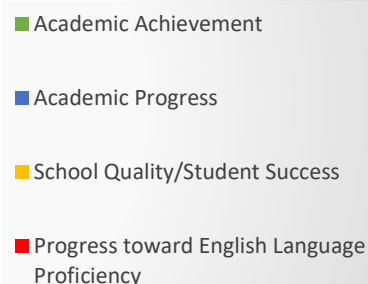 Academic Achievement
Academic Progress
School Quality/Student Success
Progress toward English Language
Proficiency